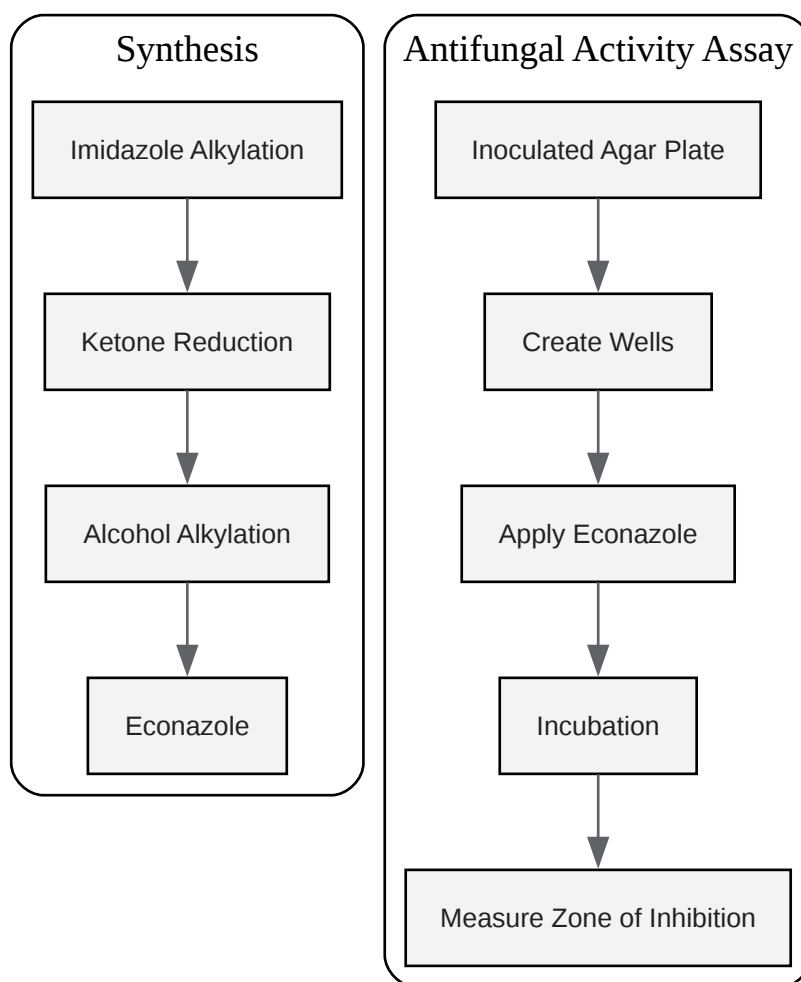 Synthesis
Imidazole Alkylation
Ketone Reduction
Alcohol Alkylation
Econazole
Antifungal Activity Assay
Inoculated Agar Plate
Create Wells
Apply Econazole
Incubation
Measure Zone of Inhibition